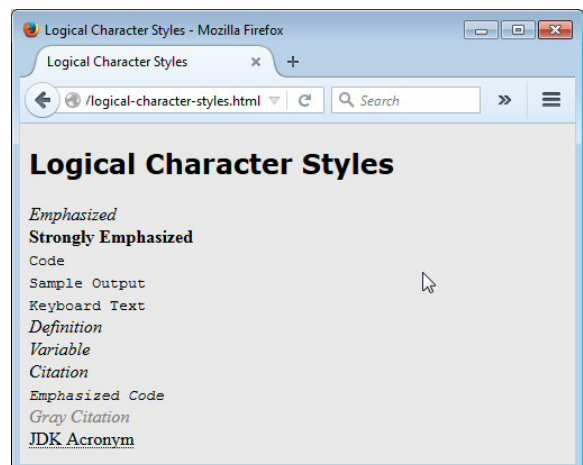 Logical Character Styles - Mozilla Firefox
Logical Character Styles × +
/logical-character-styles.html Search »
Logical Character Styles
Emphasized
Strongly Emphasized
Code
Sample Output
Keyboard Text
Definition
Variable
Citation
Emphasized Code
Gray Citation
JDK Acronym